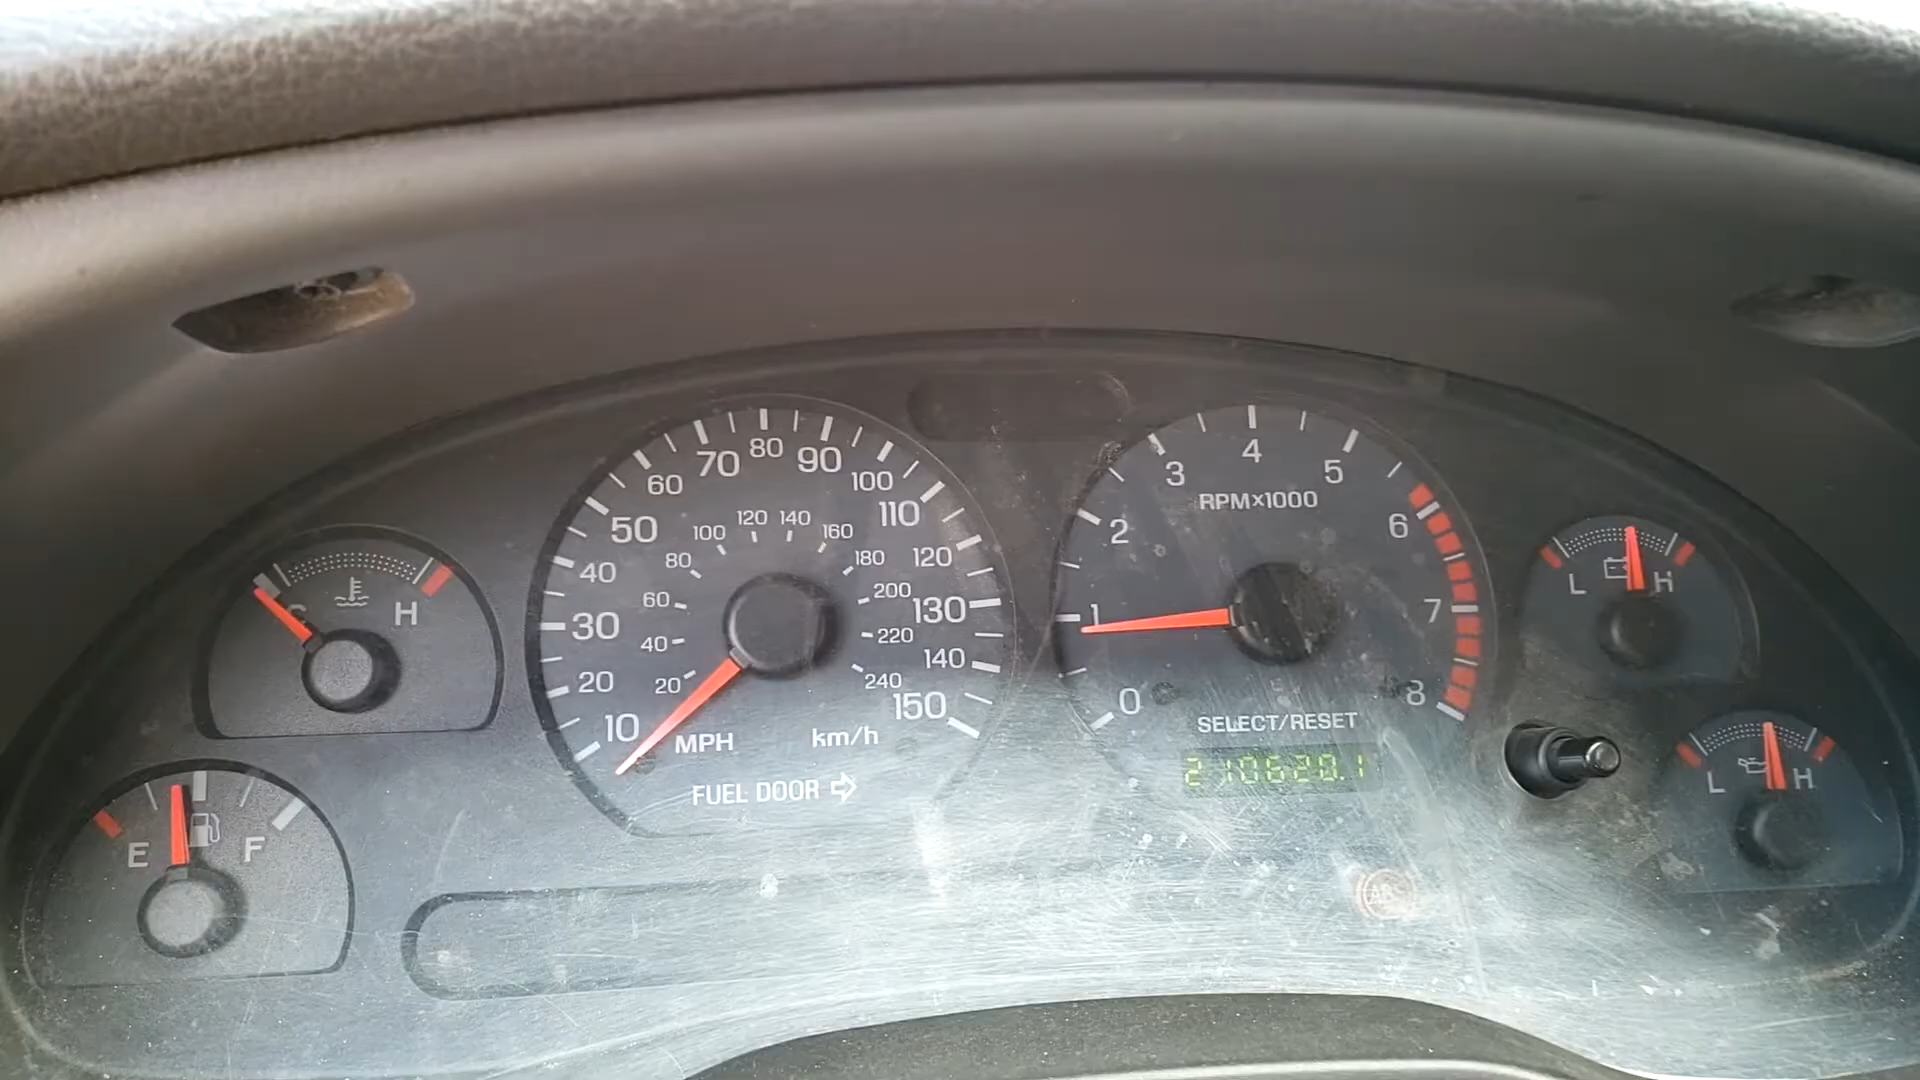 10 20 30 40 50 60 70 80 90 100 110 120 130 140 150
20 40 60 80 100 120 140 160 180 200 220 240
MPH km/h
FUEL DOOR
0 1 2 3 4 5 6 7 8
RPM×1000
SELECT/RESET
210620.1
C H
E F
L H
L H
ABS